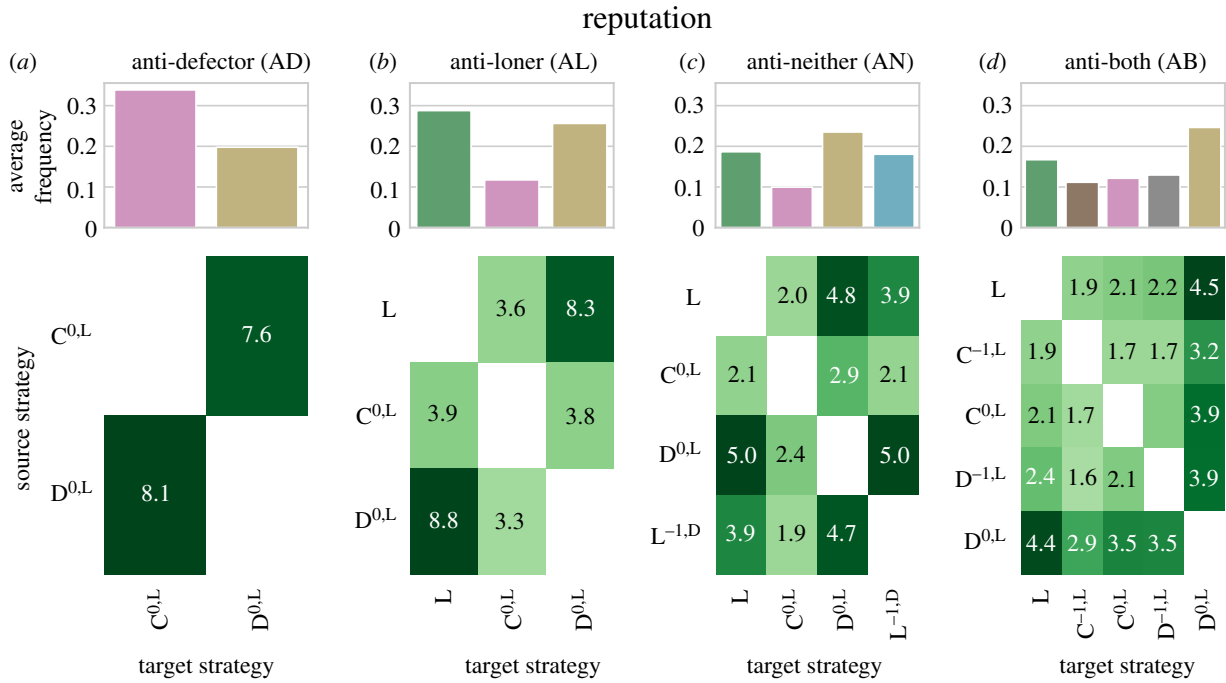 reputation
(a) anti-defector (AD)
(b) anti-loner (AL)
(c) anti-neither (AN)
(d) anti-both (AB)
average
frequency
0.3
0.2
0.1
0
0.3
0.2
0.1
0
0.3
0.2
0.1
0
0.3
0.2
0.1
0
source strategy
C⁰,ᴸ 7.6
D⁰,ᴸ 8.1
C⁰,ᴸ D⁰,ᴸ
target strategy
L 3.6 8.3
C⁰,ᴸ 3.9 3.8
D⁰,ᴸ 8.8 3.3
L C⁰,ᴸ D⁰,ᴸ
target strategy
L 2.0 4.8 3.9
C⁰,ᴸ 2.1 2.9 2.1
D⁰,ᴸ 5.0 2.4 5.0
L⁻¹,ᴰ 3.9 1.9 4.7
L C⁰,ᴸ D⁰,ᴸ L⁻¹,ᴰ
target strategy
L 1.9 2.1 2.2 4.5
C⁻¹,ᴸ 1.9 1.7 1.7 3.2
C⁰,ᴸ 2.1 1.7 3.9
D⁻¹,ᴸ 2.4 1.6 2.1 3.9
D⁰,ᴸ 4.4 2.9 3.5 3.5
L C⁻¹,ᴸ C⁰,ᴸ D⁻¹,ᴸ D⁰,ᴸ
target strategy